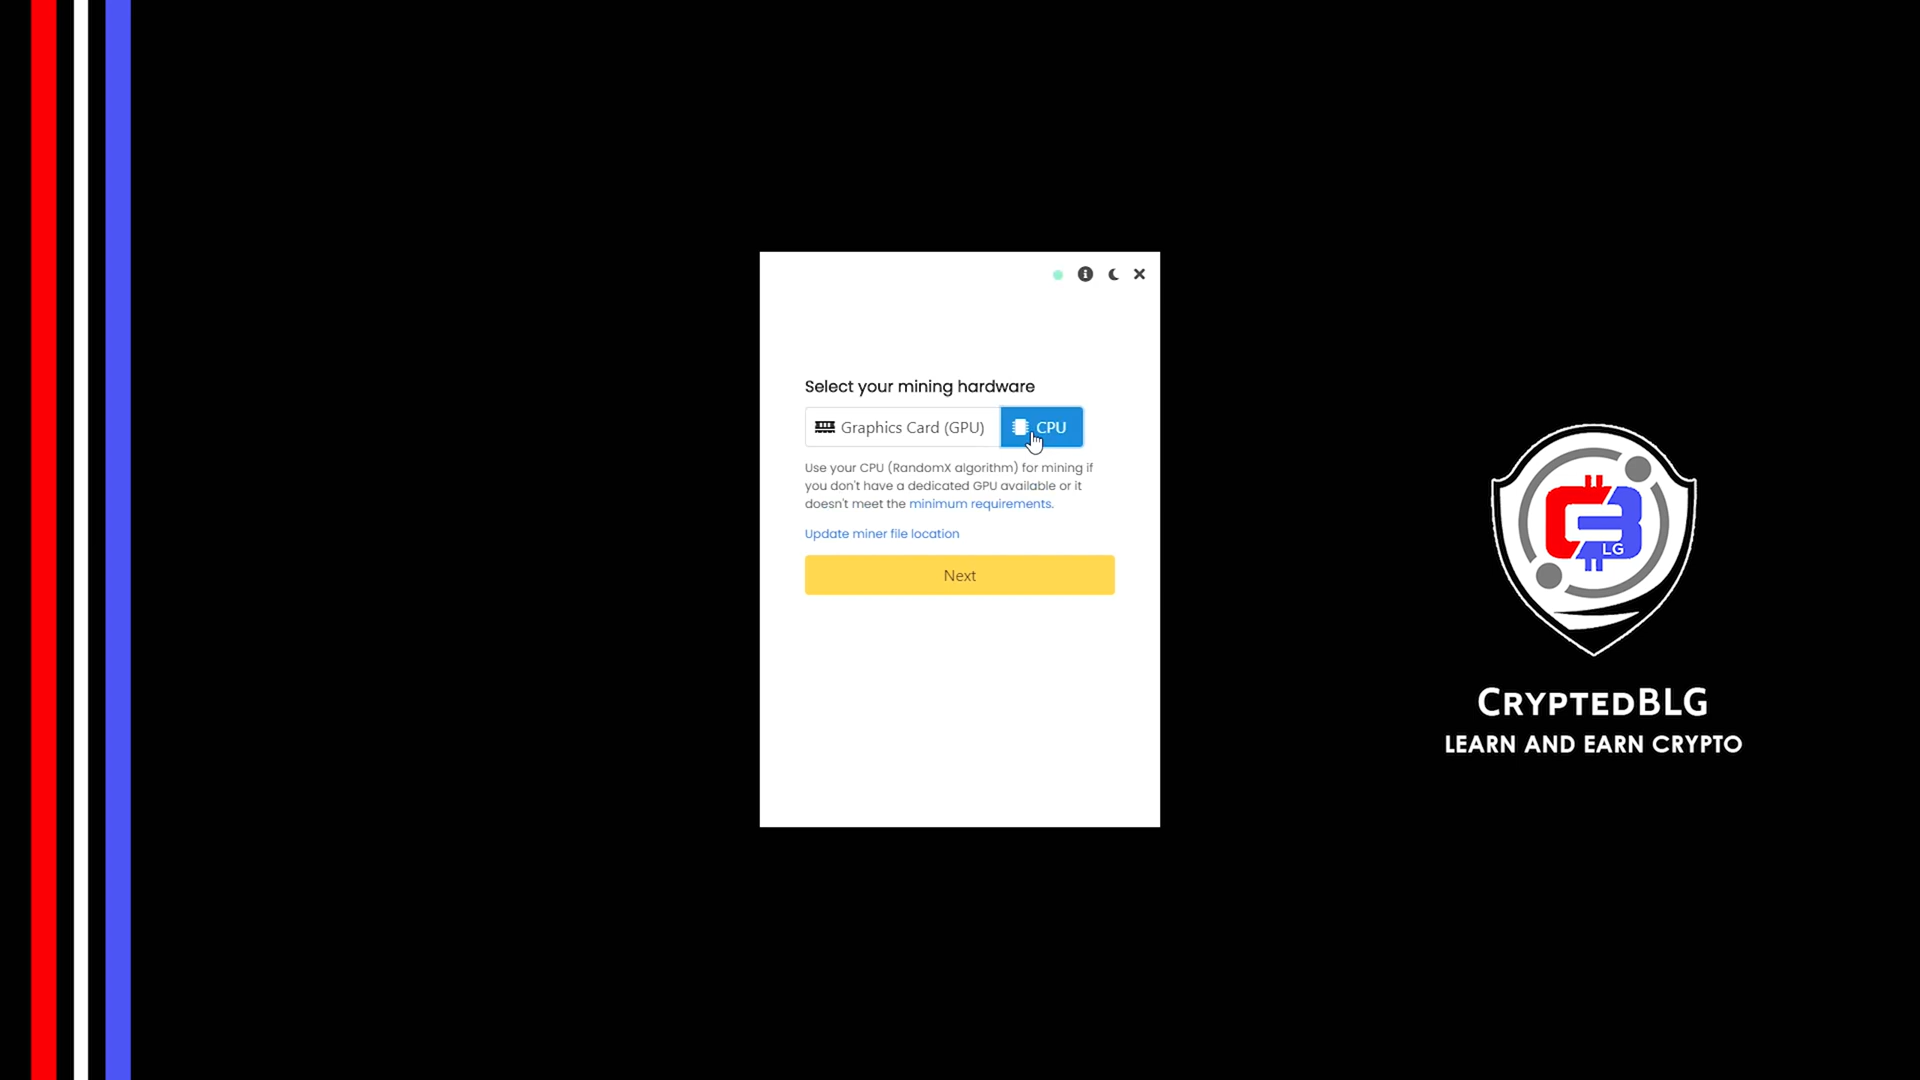 Select your mining hardware
Graphics Card (GPU)
CPU
Use your CPU (RandomX algorithm) for mining if
you don't have a dedicated GPU available or it
doesn't meet the minimum requirements.
Update miner file location
Next
LG
CRYPTEDBLG
LEARN AND EARN CRYPTO